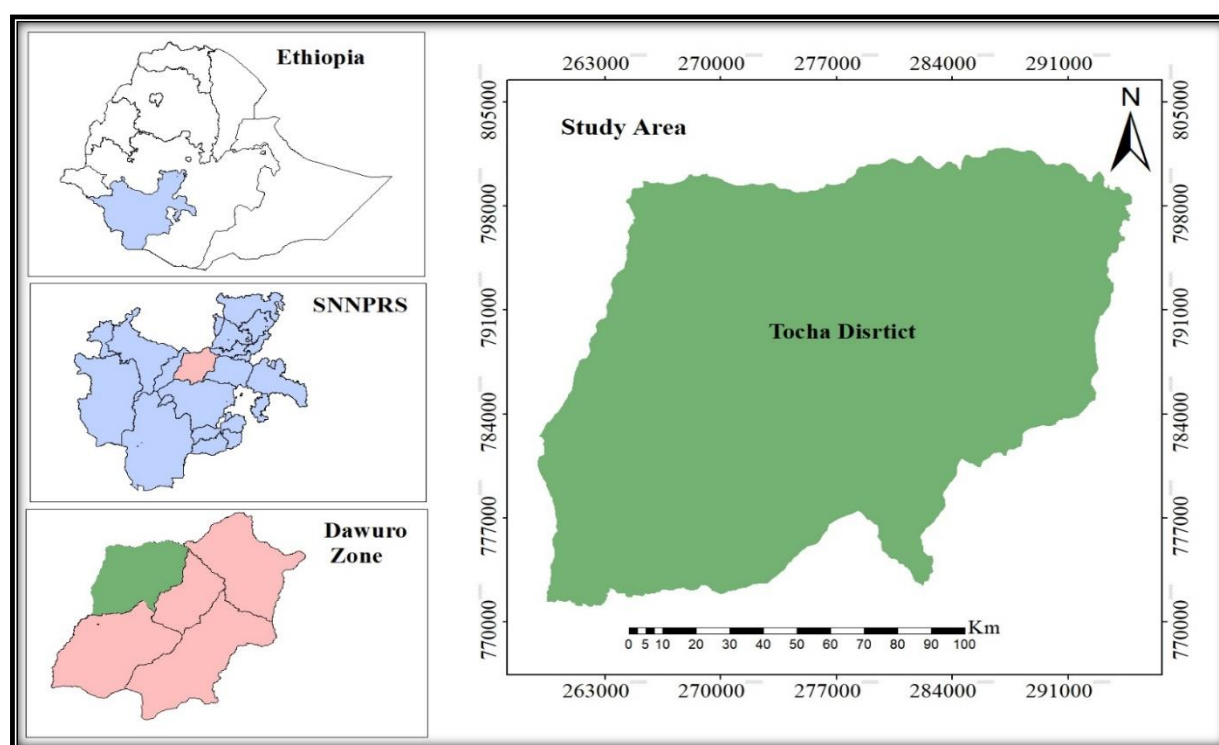 Ethiopia
SNNPRS
Dawuro
Zone
263000 270000 277000 284000 291000
805000 805000
Study Area
N
798000 798000
791000 791000
Tocha Disrtict
784000 784000
777000 777000
770000 770000
Km
0 5 10 20 30 40 50 60 70 80 90 100
263000 270000 277000 284000 291000